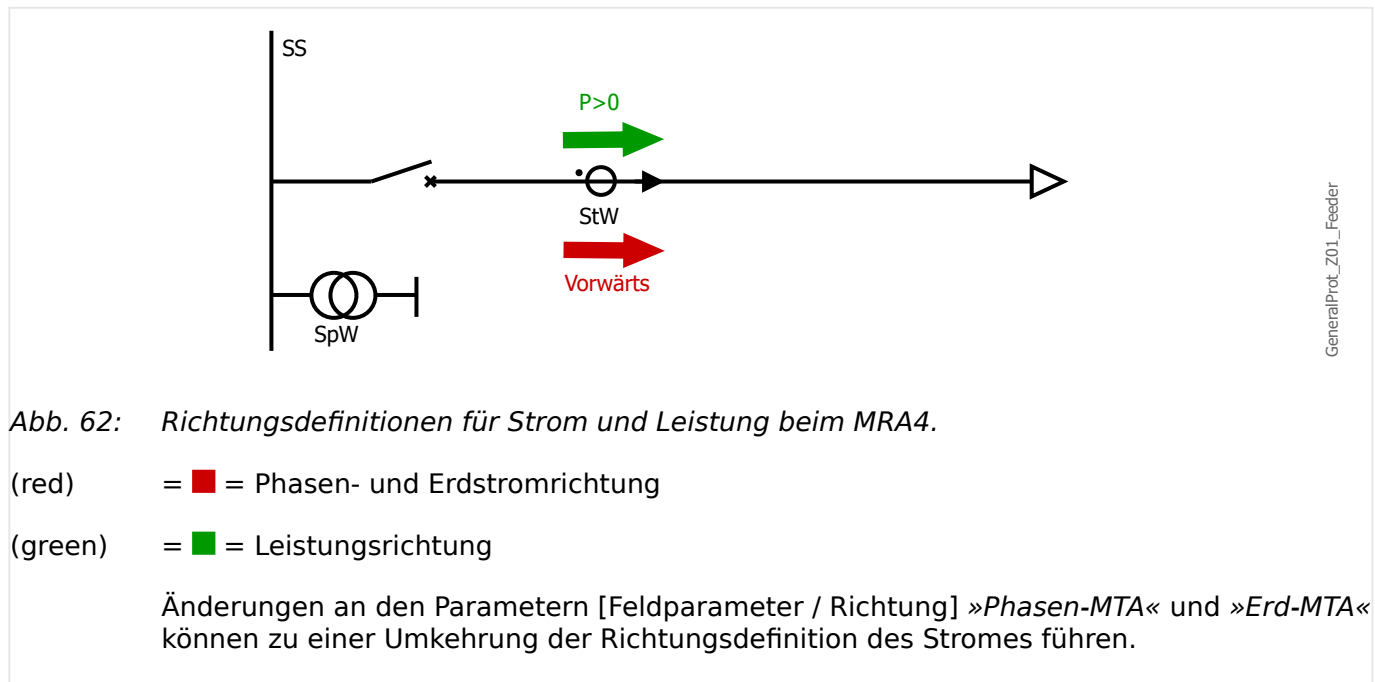 SS
P>0
StW
Vorwärts
SpW
GeneralProt_Z01_Feeder
Abb. 62: Richtungsdefinitionen für Strom und Leistung beim MRA4.
(red) = = Phasen- und Erdstromrichtung
(green) = = Leistungsrichtung
Änderungen an den Parametern [Feldparameter / Richtung] »Phasen-MTA« und »Erd-MTA«
können zu einer Umkehrung der Richtungsdefinition des Stromes führen.